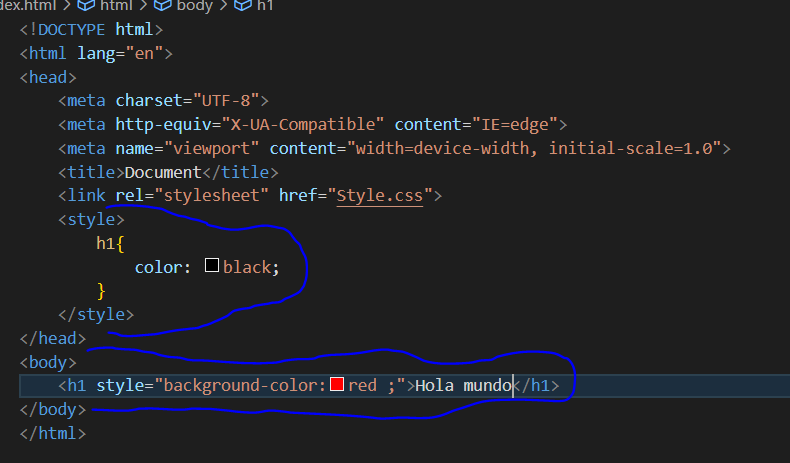 dex.html > html > body > h1
<!DOCTYPE html>
<html lang="en">
<head>
    <meta charset="UTF-8">
    <meta http-equiv="X-UA-Compatible" content="IE=edge">
    <meta name="viewport" content="width=device-width, initial-scale=1.0">
    <title>Document</title>
    <link rel="stylesheet" href="Style.css">
    <style>
        h1{
            color: black;
        }
    </style>
</head>
<body>
    <h1 style="background-color:red ;">Hola mundo</h1>
</body>
</html>